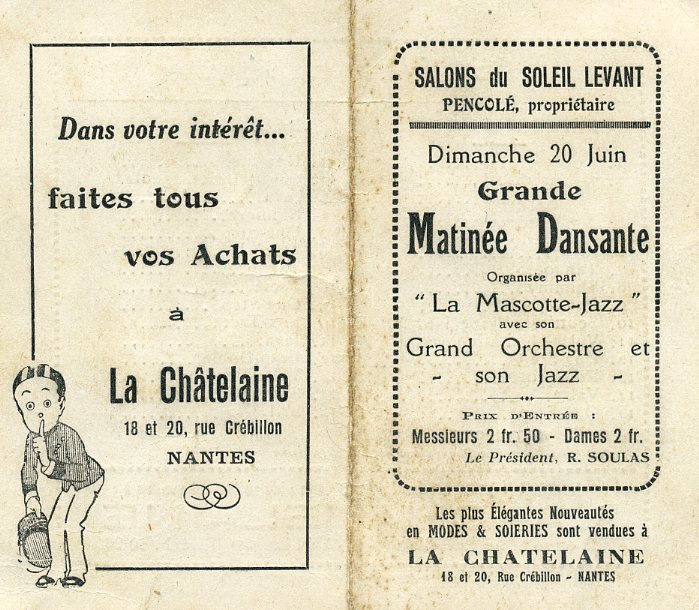 Dans votre intérêt...
faites tous
vos Achats
à
La Châtelaine
18 et 20, rue Crébillon
NANTES
SALONS du SOLEIL LEVANT
PENCOLÉ, propriétaire
Dimanche 20 Juin
Grande
Matinée Dansante
Organisée par
"La Mascotte-Jazz"
avec son
Grand Orchestre et
- son Jazz -
PRIX D'ENTRÉE :
Messieurs 2 fr. 50 - Dames 2 fr.
Le Président, R. SOULAS
Les plus Élégantes Nouveautés
en MODES & SOIERIES sont vendues à
LA CHATELAINE
18 et 20, Rue Crébillon - NANTES